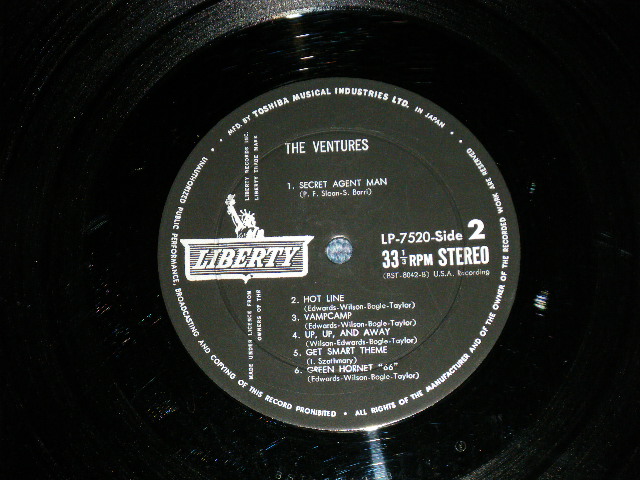 MFD. BY TOSHIBA MUSICAL INDUSTRIES LTD. IN JAPAN
UNAUTHORIZED PUBLIC PERFORMANCE, BROADCASTING AND COPYING OF THIS RECORD PROHIBITED • ALL RIGHTS OF THE MANUFACTURER AND OF THE OWNER OF THE RECORDED WORK ARE RESERVED
LIBERTY RECORDS INC.
LIBERTY TRADE MARK
THE VENTURES
1. SECRET AGENT MAN
(P. F. Slaon-S. Barri)
LIBERTY
LP-7520-Side 2
33 1/3 RPM STEREO
(BST-8042-B) U.S.A. Recording
MADE UNDER LICENCE FROM
OWNERS OF THE
2. HOT LINE
(Edwards-Wilson-Bogle-Taylor)
3. VAMPCAMP
(Edwards-Wilson-Bogle-Taylor)
4. UP, UP, AND AWAY
(Wilson-Edwards-Bogle-Taylor)
5. GET SMART THEME
(I. Szathmary)
6. GREEN HORNET "66"
(Edwards-Wilson-Bogle-Taylor)